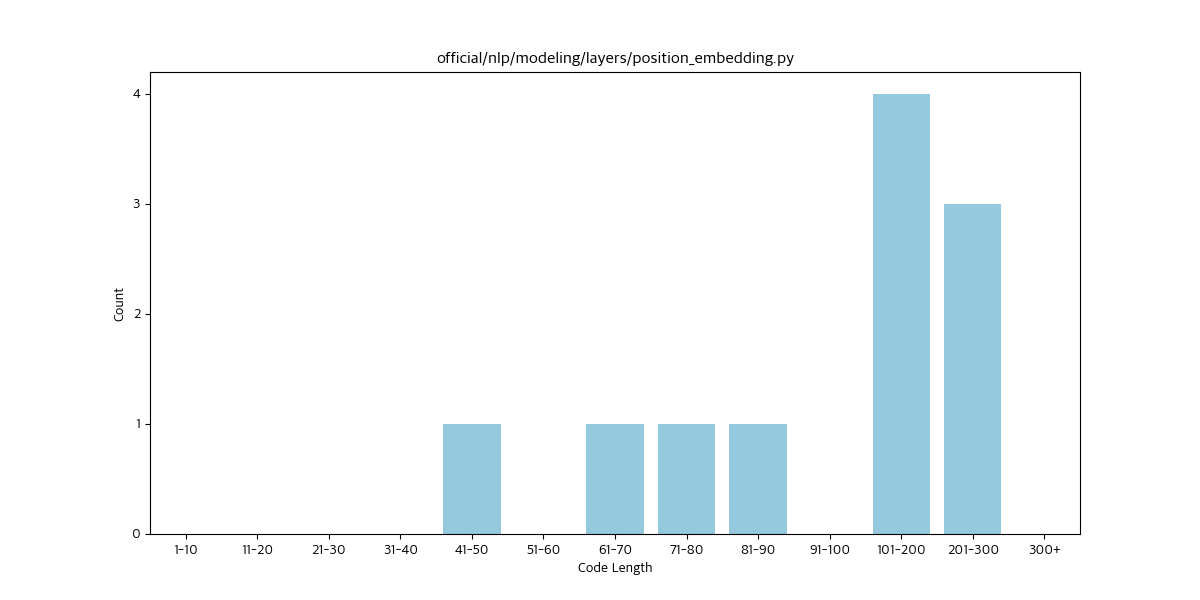 official/nlp/modeling/layers/position_embedding.py
4
3
2
1
0
Count
1-10 11-20 21-30 31-40 41-50 51-60 61-70 71-80 81-90 91-100 101-200 201-300 300+
Code Length